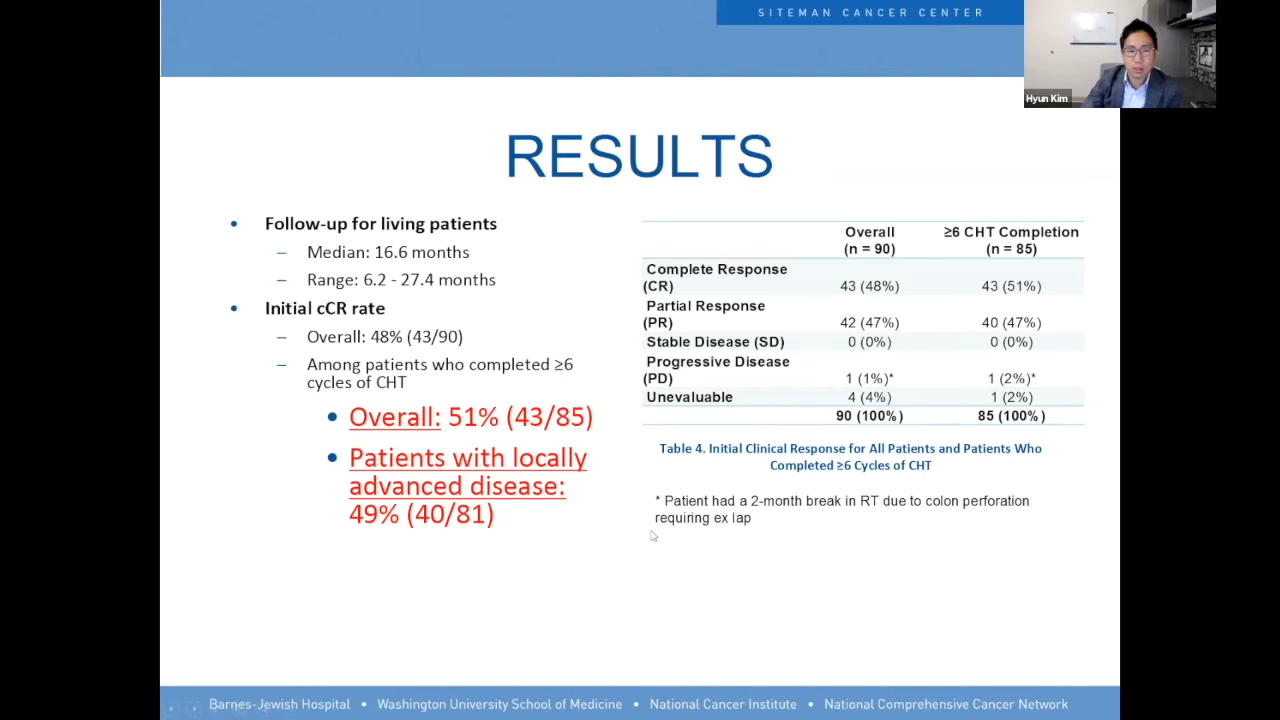 SITEMAN CANCER CENTER
Hyun Kim
RESULTS
• Follow-up for living patients
– Median: 16.6 months
– Range: 6.2 - 27.4 months
• Initial cCR rate
– Overall: 48% (43/90)
– Among patients who completed ≥6
cycles of CHT
• Overall: 51% (43/85)
• Patients with locally
advanced disease:
49% (40/81)
Overall ≥6 CHT Completion
(n = 90) (n = 85)
Complete Response
(CR) 43 (48%) 43 (51%)
Partial Response
(PR) 42 (47%) 40 (47%)
Stable Disease (SD) 0 (0%) 0 (0%)
Progressive Disease
(PD) 1 (1%)* 1 (2%)*
Unevaluable 4 (4%) 1 (2%)
90 (100%) 85 (100%)
Table 4. Initial Clinical Response for All Patients and Patients Who
Completed ≥6 Cycles of CHT
* Patient had a 2-month break in RT due to colon perforation
requiring ex lap
Barnes-Jewish Hospital • Washington University School of Medicine • National Cancer Institute • National Comprehensive Cancer Network